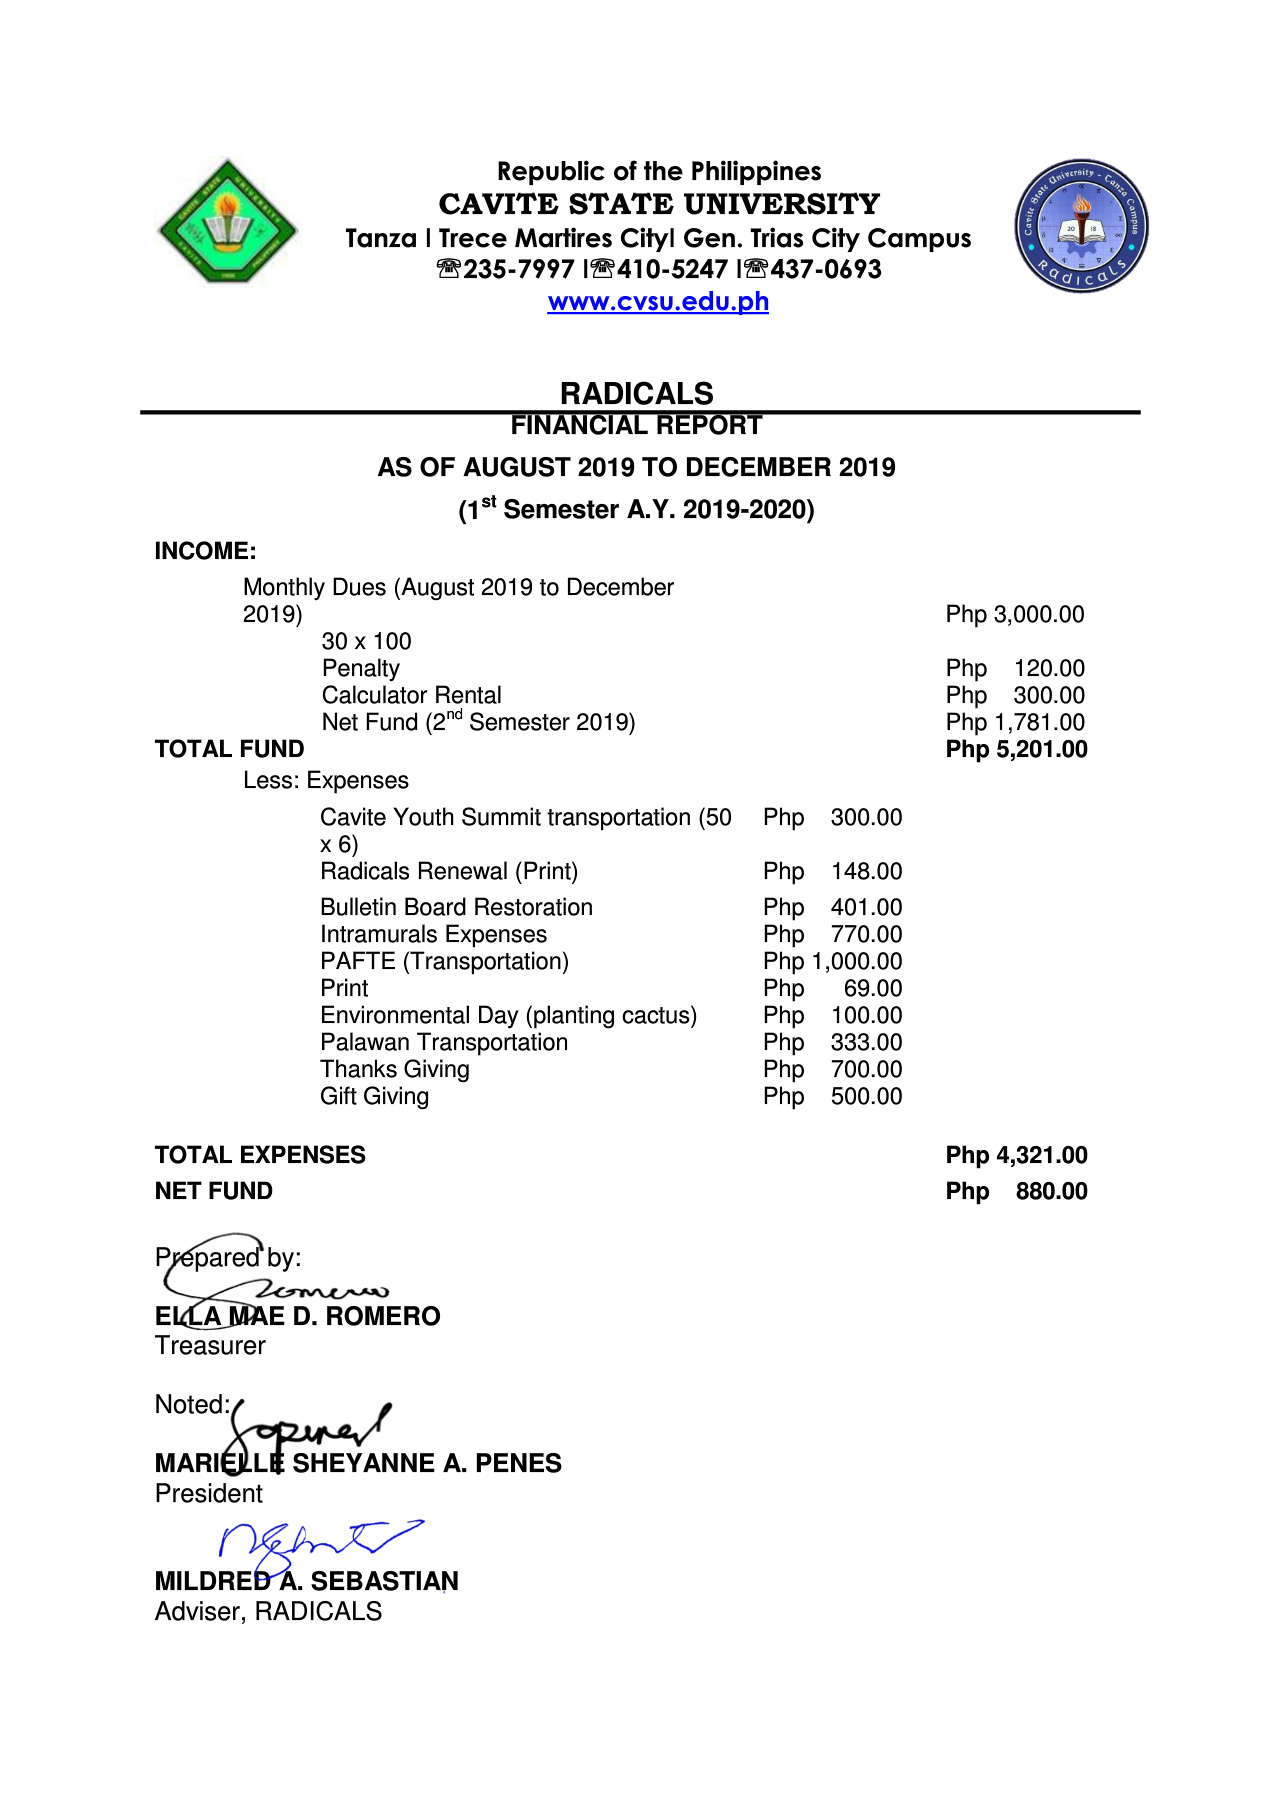 Republic of the Philippines
CAVITE STATE UNIVERSITY
Tanza I Trece Martires CityI Gen. Trias City Campus
☎235-7997 I☎410-5247 I☎437-0693
www.cvsu.edu.ph
CAVITE STATE UNIVERSITY
PHILIPPINES
Cavite State University - Tanza Campus
20 18
Radicals
RADICALS
FINANCIAL REPORT
AS OF AUGUST 2019 TO DECEMBER 2019
(1st Semester A.Y. 2019-2020)
INCOME:
Monthly Dues (August 2019 to December
2019) Php 3,000.00
30 x 100
Penalty Php 120.00
Calculator Rental Php 300.00
Net Fund (2nd Semester 2019) Php 1,781.00
TOTAL FUND Php 5,201.00
Less: Expenses
Cavite Youth Summit transportation (50 Php 300.00
x 6)
Radicals Renewal (Print) Php 148.00
Bulletin Board Restoration Php 401.00
Intramurals Expenses Php 770.00
PAFTE (Transportation) Php 1,000.00
Print Php 69.00
Environmental Day (planting cactus) Php 100.00
Palawan Transportation Php 333.00
Thanks Giving Php 700.00
Gift Giving Php 500.00
TOTAL EXPENSES Php 4,321.00
NET FUND Php 880.00
Prepared by:
ELLA MAE D. ROMERO
Treasurer
Noted:
MARIELLE SHEYANNE A. PENES
President
MILDRED A. SEBASTIAN
Adviser, RADICALS